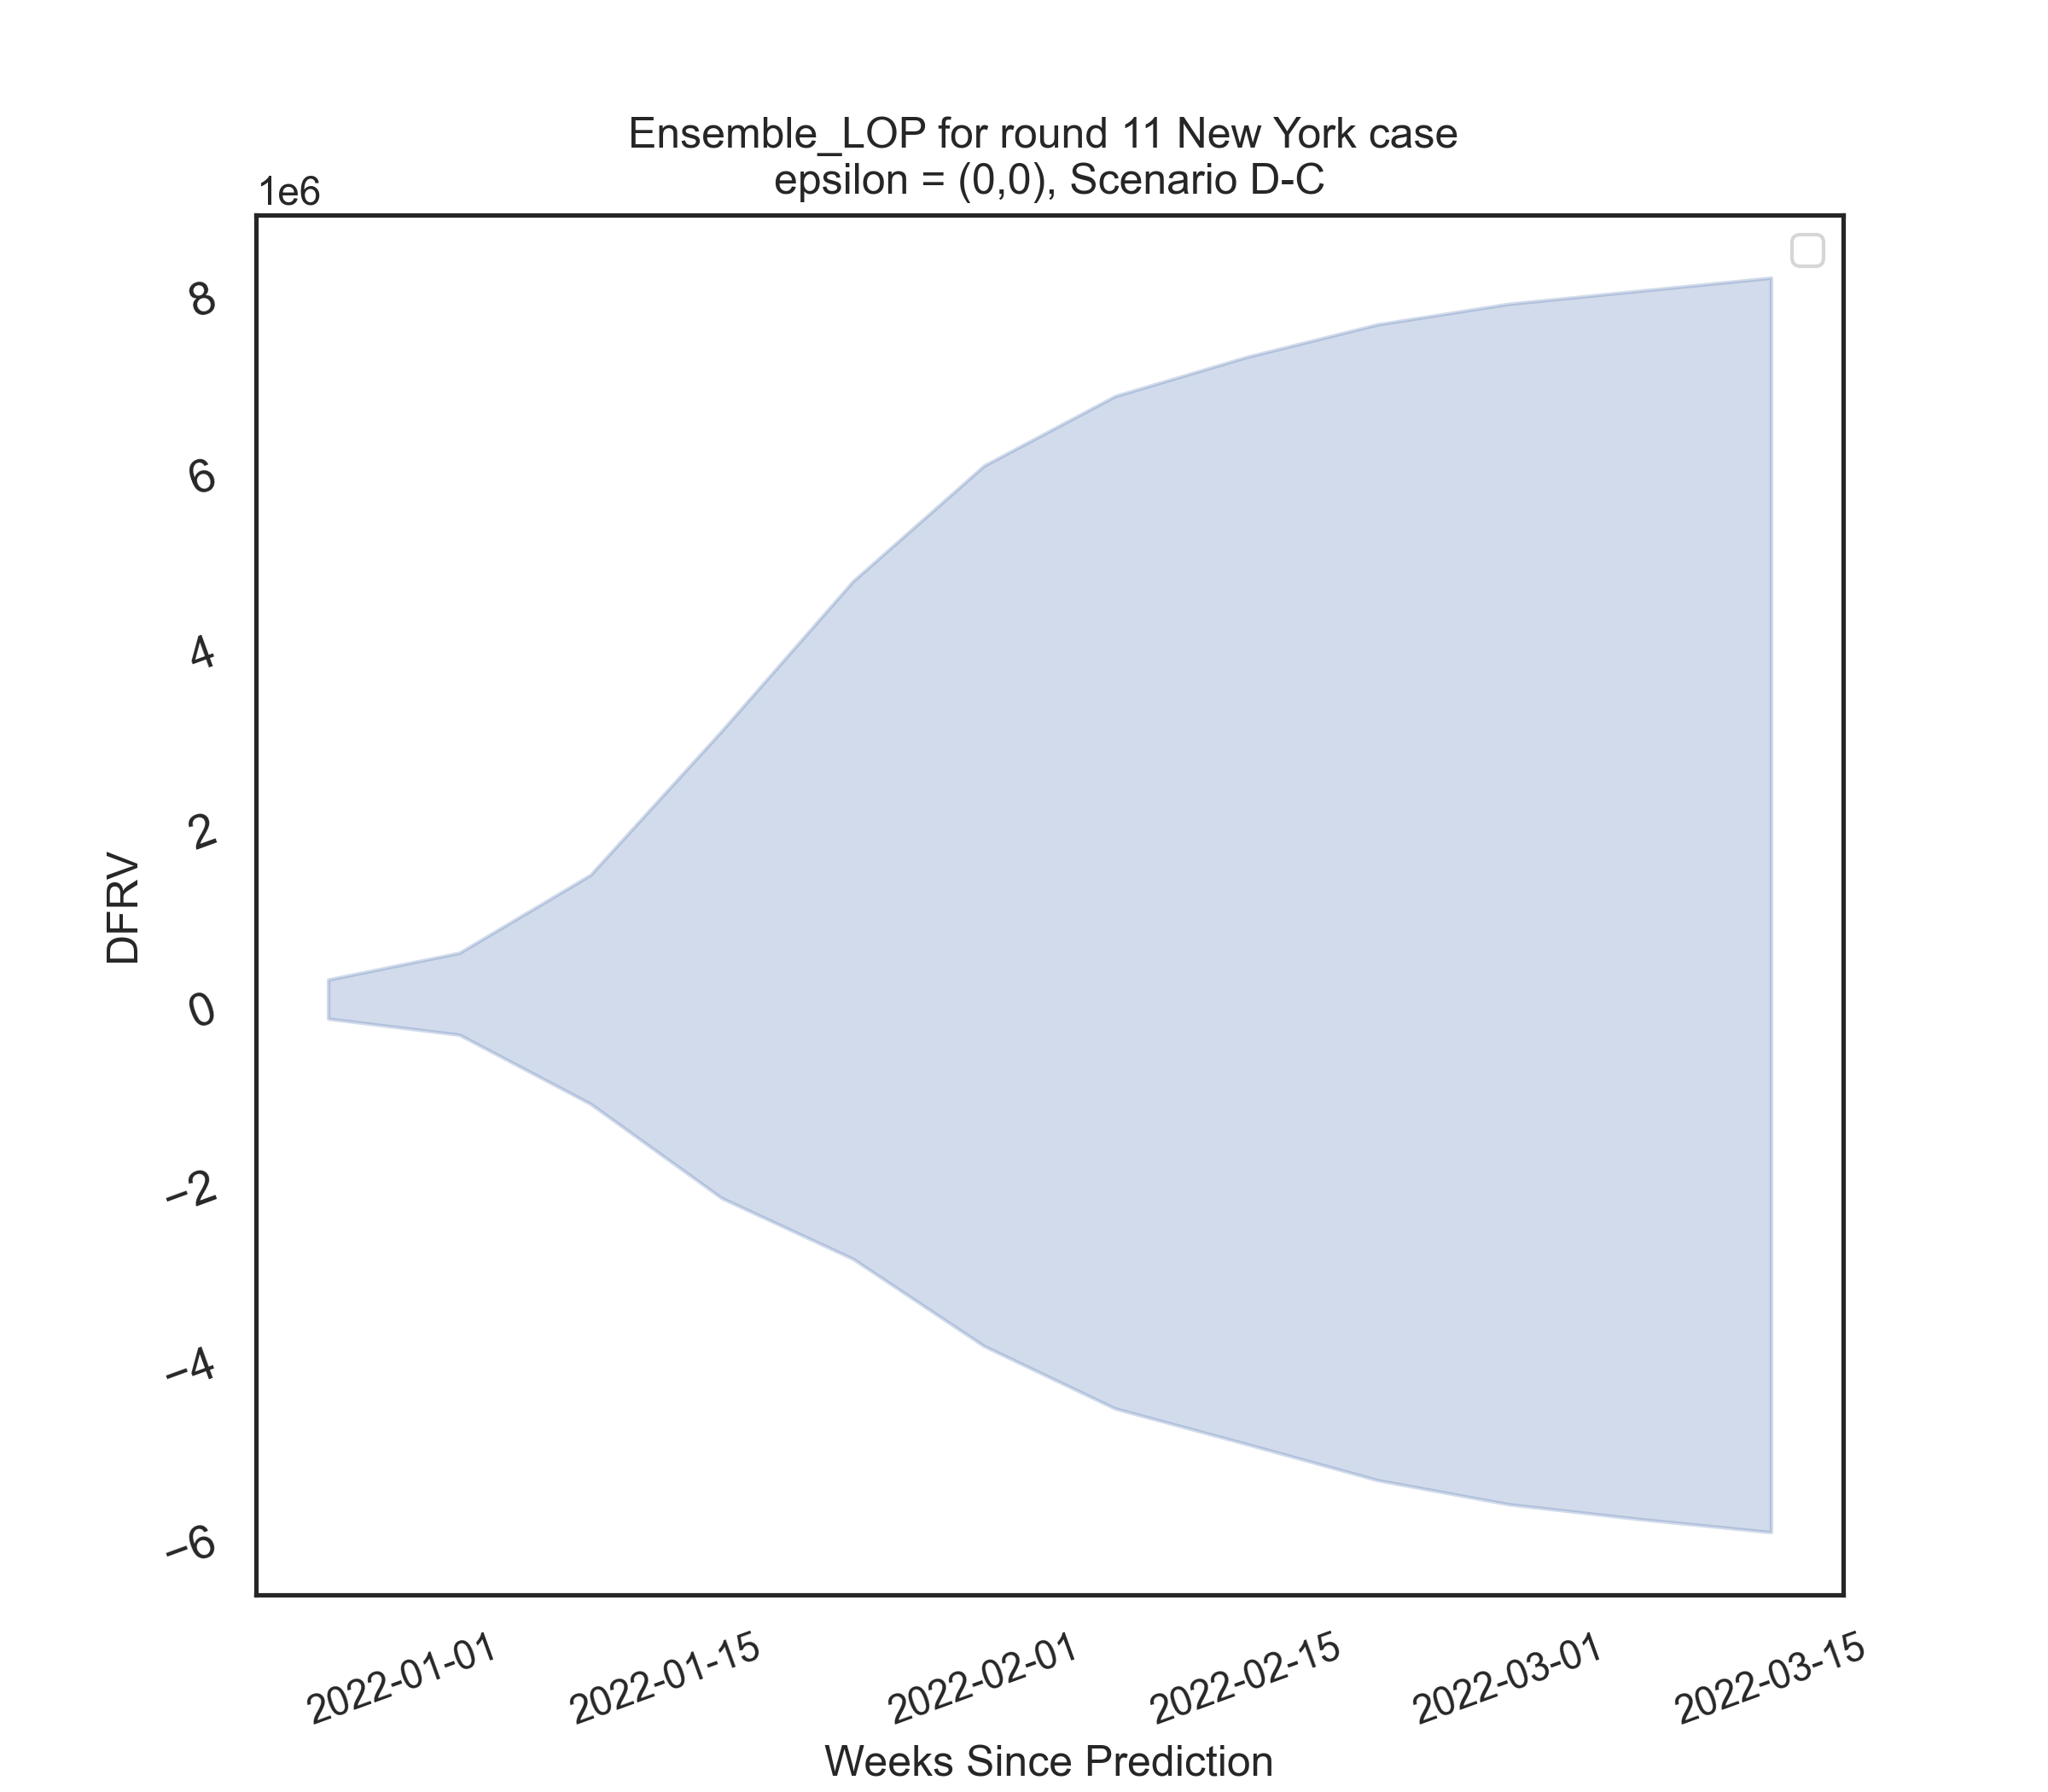 Ensemble_LOP for round 11 New York case
epsilon = (0,0), Scenario D-C
1e6
8
6
4
2
0
−2
−4
−6
DFRV
2022-01-01
2022-01-15
2022-02-01
2022-02-15
2022-03-01
2022-03-15
Weeks Since Prediction